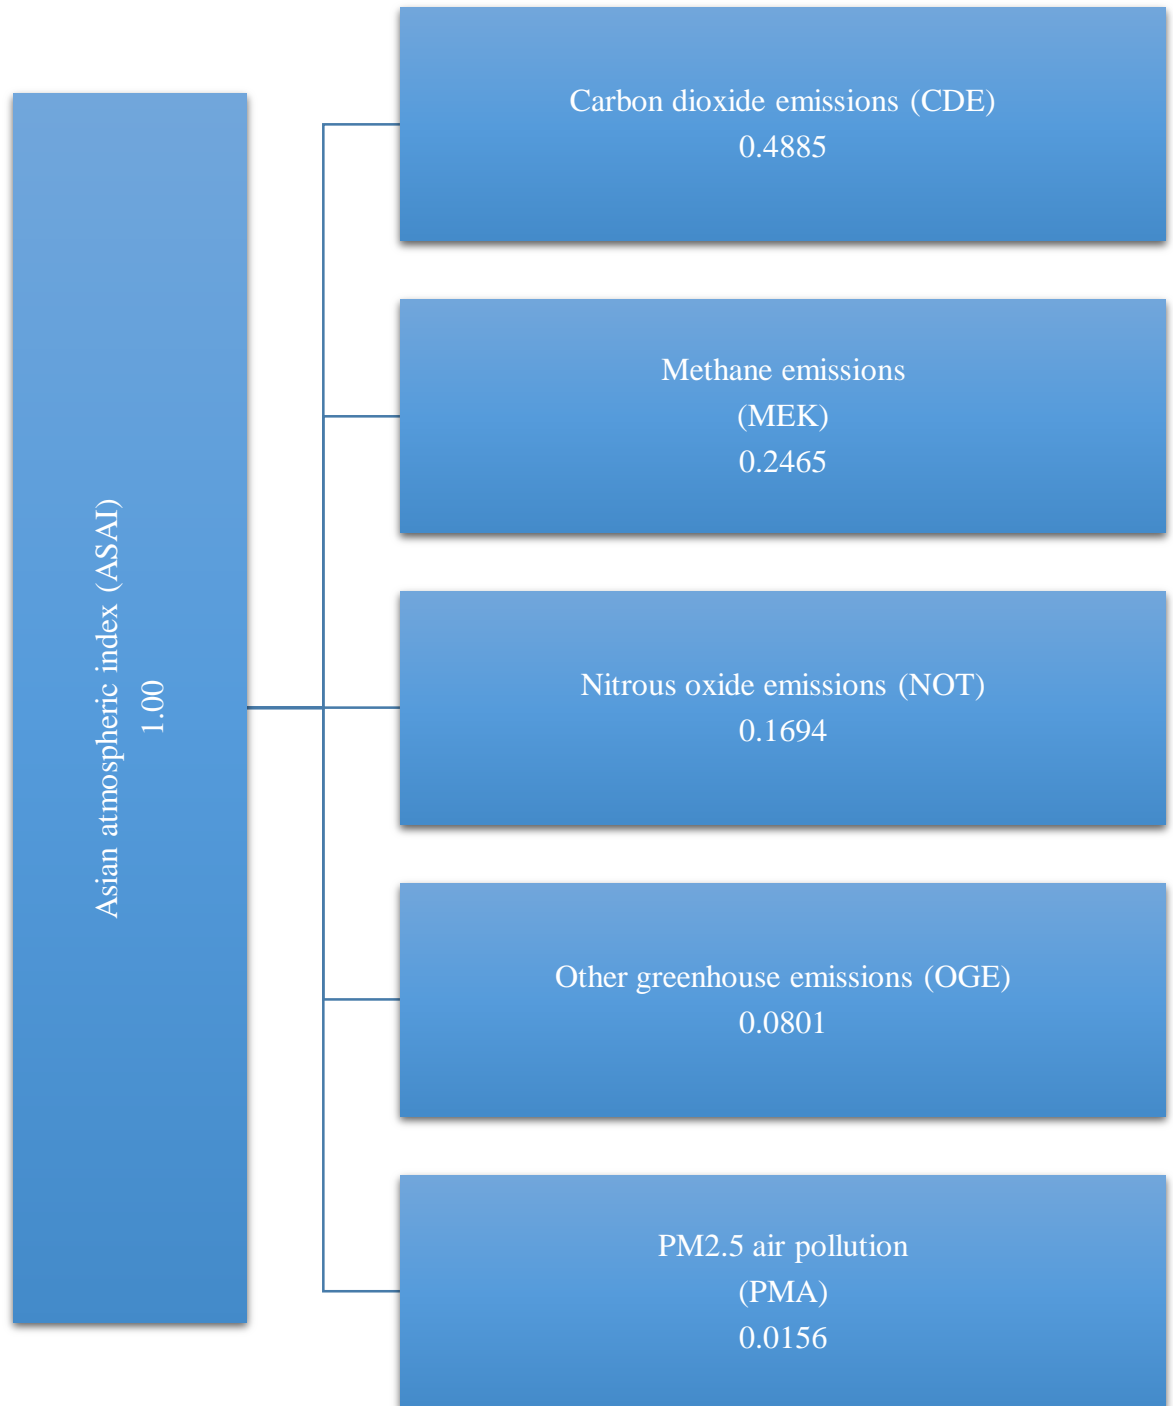 Asian atmospheric index (ASAI)
1.00
Carbon dioxide emissions (CDE)
0.4885
Methane emissions
(MEK)
0.2465
Nitrous oxide emissions (NOT)
0.1694
Other greenhouse emissions (OGE)
0.0801
PM2.5 air pollution
(PMA)
0.0156